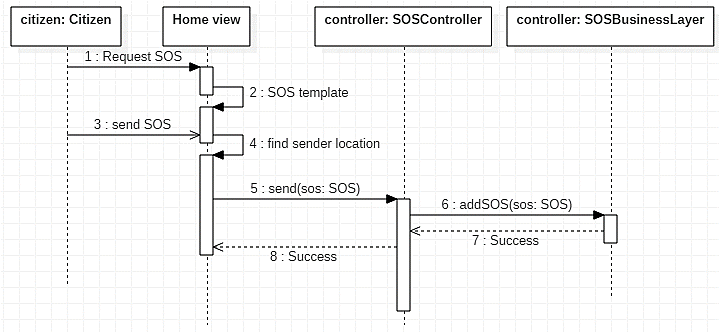 citizen: Citizen
Home view
controller: SOSController
controller: SOSBusinessLayer
1 : Request SOS
2 : SOS template
3 : send SOS
4 : find sender location
5 : send(sos: SOS)
6 : addSOS(sos: SOS)
7 : Success
8 : Success